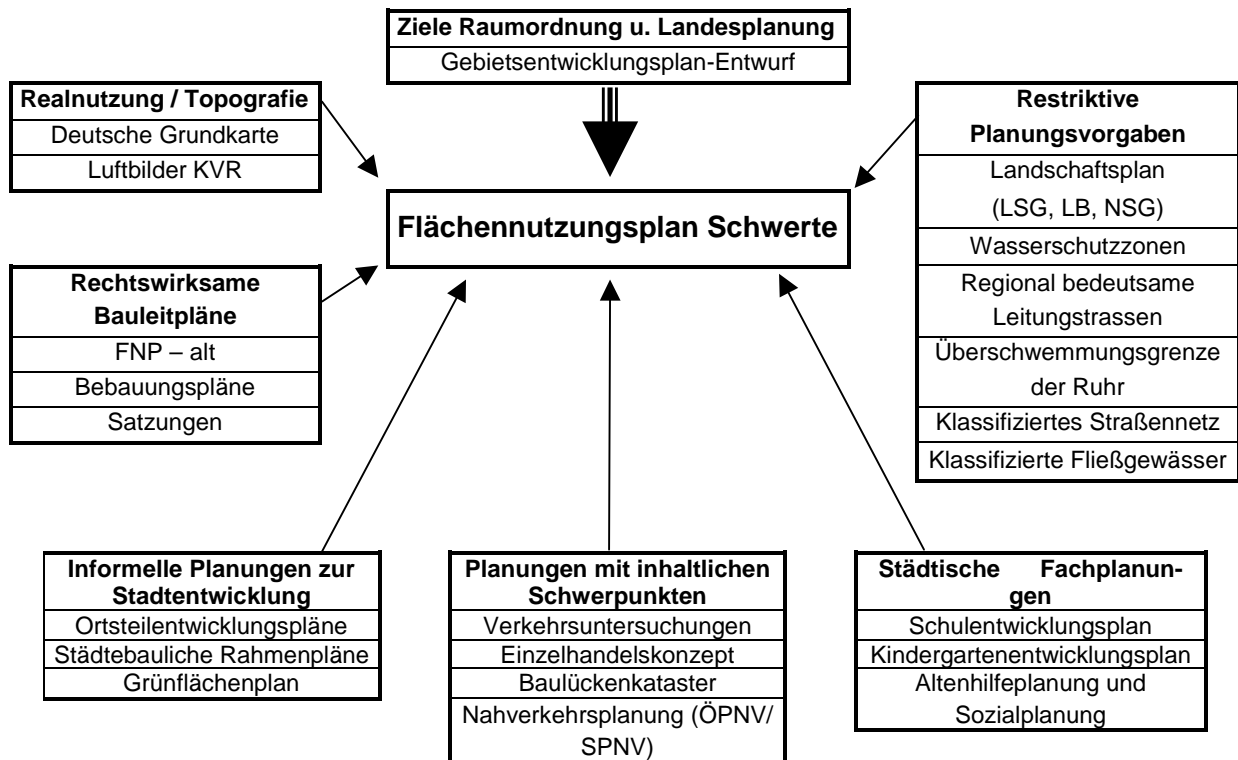 Ziele Raumordnung u. Landesplanung
Gebietsentwicklungsplan-Entwurf
Realnutzung / Topografie
Deutsche Grundkarte
Luftbilder KVR
Restriktive
Planungsvorgaben
Landschaftsplan
(LSG, LB, NSG)
Wasserschutzzonen
Regional bedeutsame
Leitungstrassen
Überschwemmungsgrenze
der Ruhr
Klassifiziertes Straßennetz
Klassifizierte Fließgewässer
Flächennutzungsplan Schwerte
Rechtswirksame
Bauleitpläne
FNP – alt
Bebauungspläne
Satzungen
Informelle Planungen zur
Stadtentwicklung
Ortsteilentwicklungspläne
Städtebauliche Rahmenpläne
Grünflächenplan
Planungen mit inhaltlichen
Schwerpunkten
Verkehrsuntersuchungen
Einzelhandelskonzept
Baulückenkataster
Nahverkehrsplanung (ÖPNV/
SPNV)
Städtische Fachplanun-
gen
Schulentwicklungsplan
Kindergartenentwicklungsplan
Altenhilfeplanung und
Sozialplanung